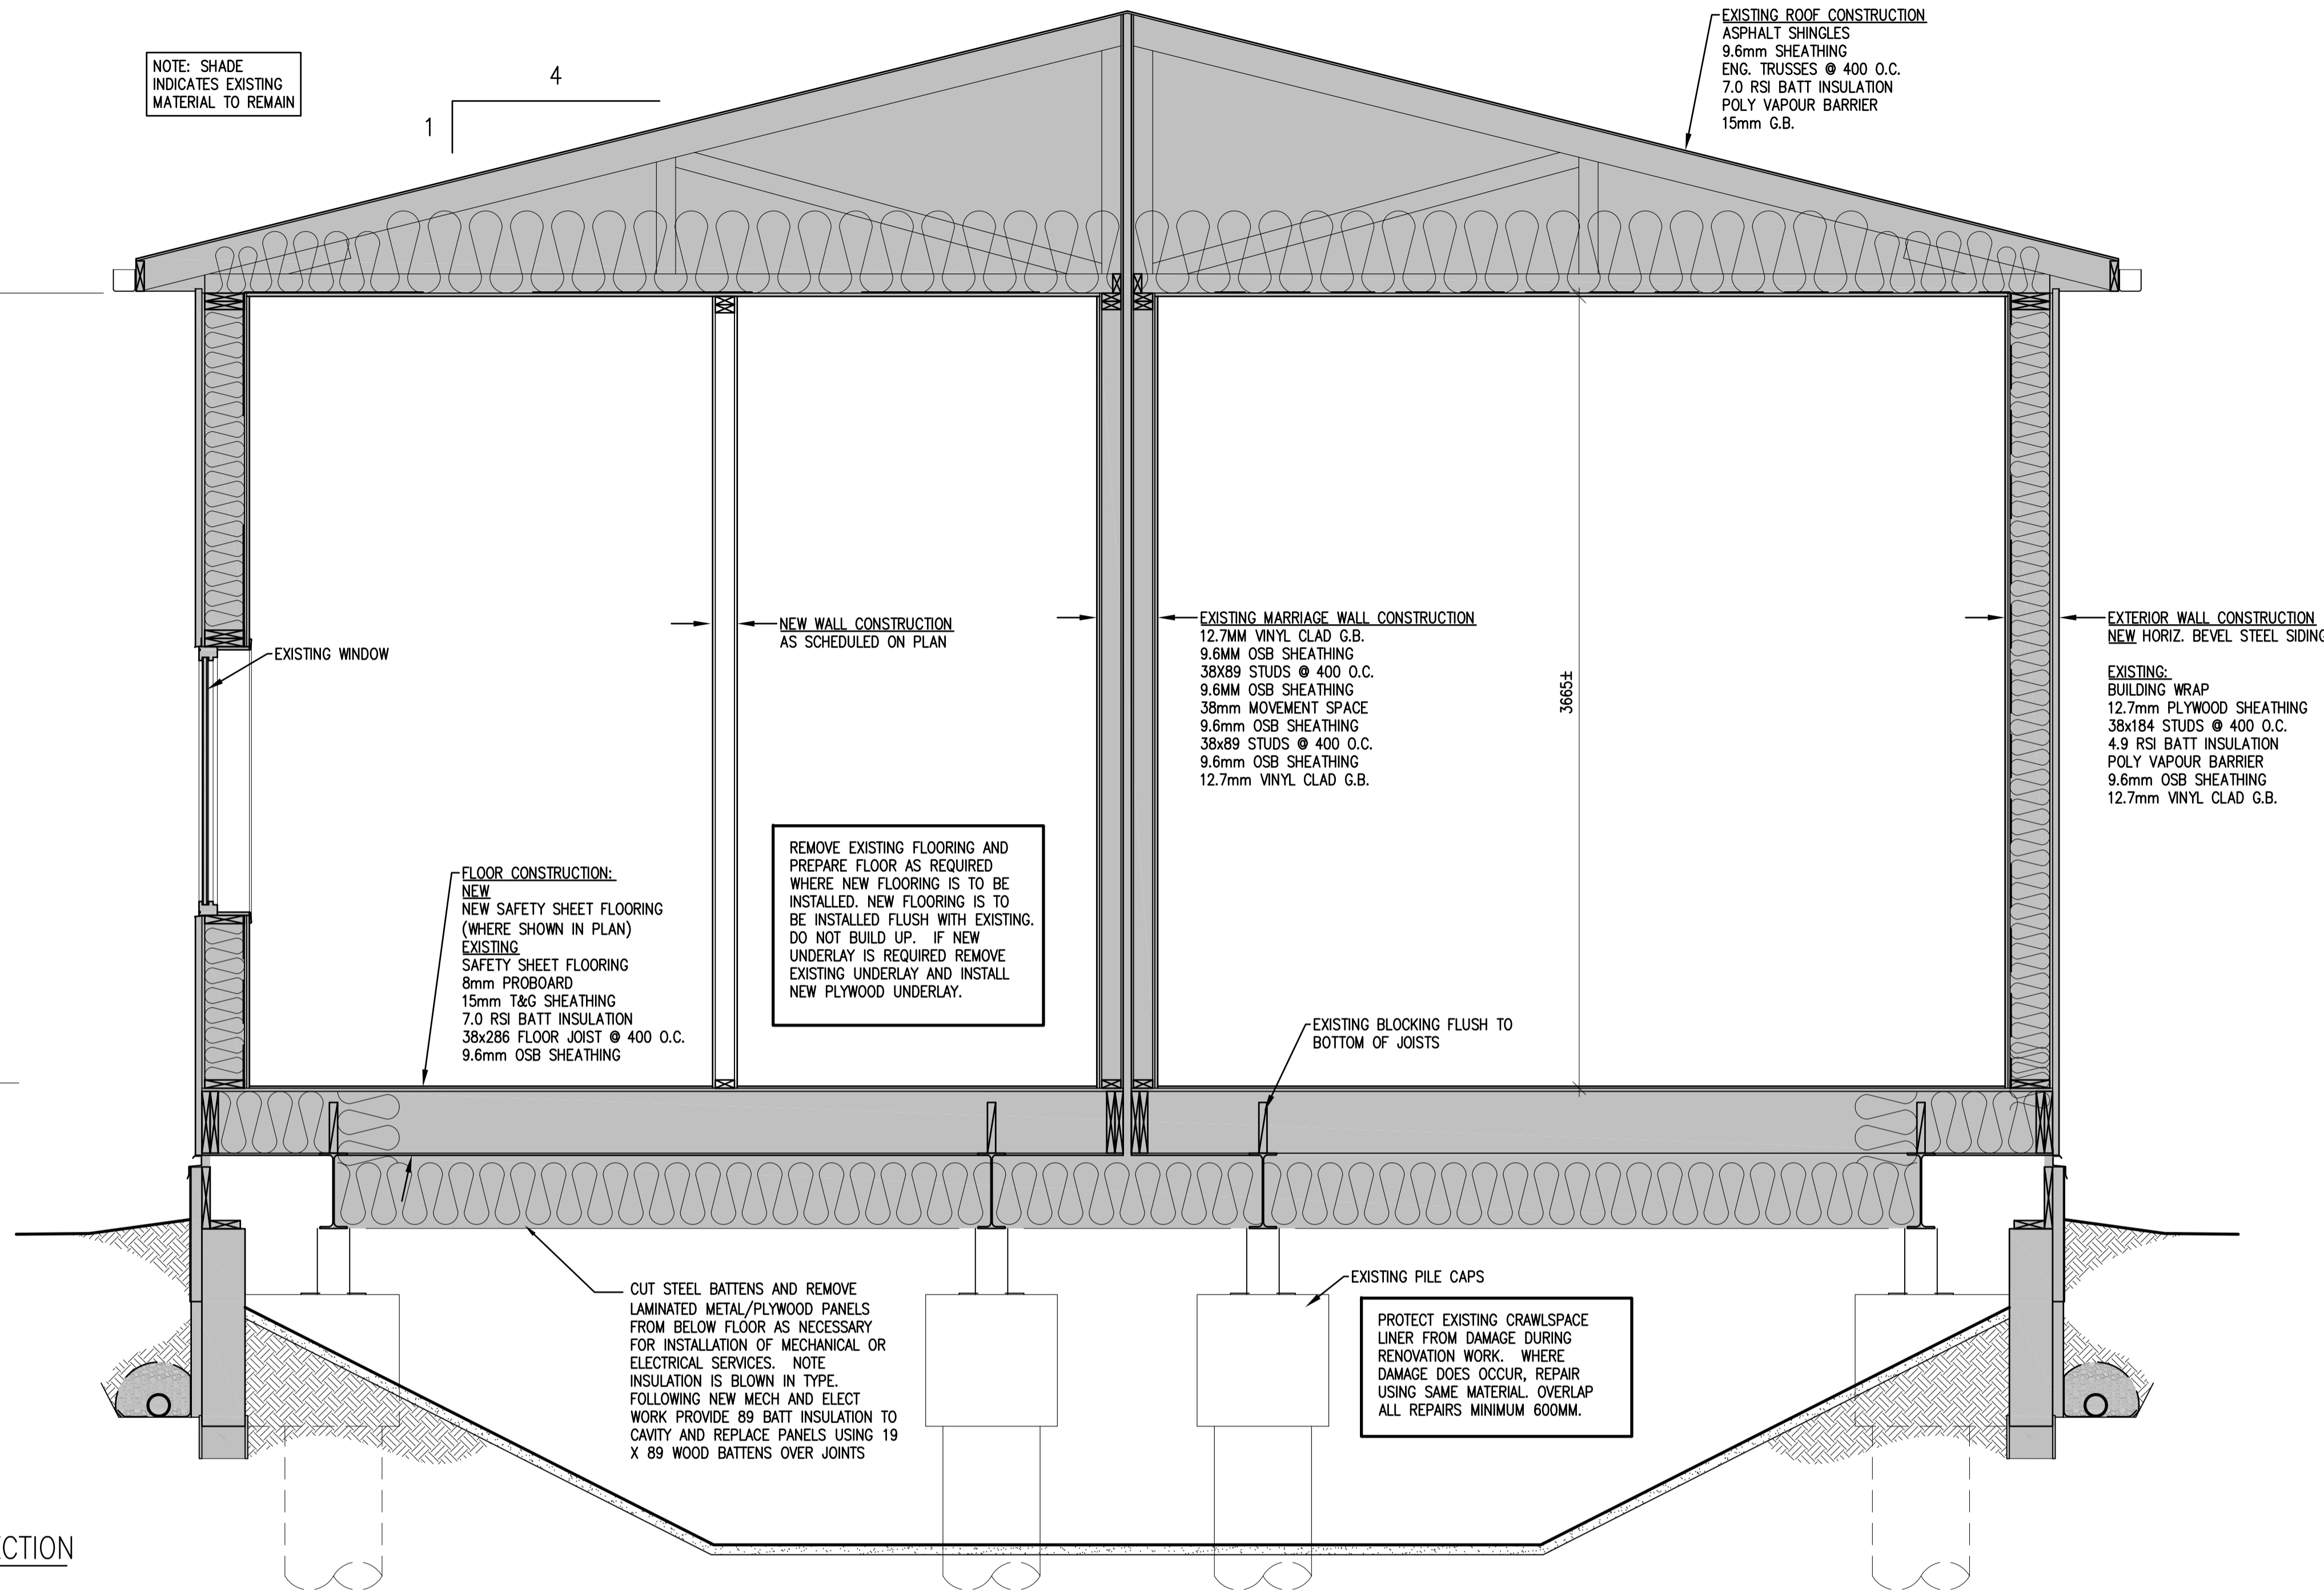 EXISTING ROOF CONSTRUCTION
ASPHALT SHINGLES
9.6mm SHEATHING
ENG. TRUSSES @ 400 O.C.
7.0 RSI BATT INSULATION
POLY VAPOUR BARRIER
15mm G.B.
NOTE: SHADE
INDICATES EXISTING
MATERIAL TO REMAIN
4
1
EXISTING WINDOW
NEW WALL CONSTRUCTION
AS SCHEDULED ON PLAN
EXISTING MARRIAGE WALL CONSTRUCTION
12.7MM VINYL CLAD G.B.
9.6MM OSB SHEATHING
38X89 STUDS @ 400 O.C.
9.6MM OSB SHEATHING
38mm MOVEMENT SPACE
9.6mm OSB SHEATHING
38x89 STUDS @ 400 O.C.
9.6mm OSB SHEATHING
12.7mm VINYL CLAD G.B.
3665±
EXTERIOR WALL CONSTRUCTION
NEW HORIZ. BEVEL STEEL SIDING
EXISTING:
BUILDING WRAP
12.7mm PLYWOOD SHEATHING
38x184 STUDS @ 400 O.C.
4.9 RSI BATT INSULATION
POLY VAPOUR BARRIER
9.6mm OSB SHEATHING
12.7mm VINYL CLAD G.B.
FLOOR CONSTRUCTION:
NEW
NEW SAFETY SHEET FLOORING
(WHERE SHOWN IN PLAN)
EXISTING
SAFETY SHEET FLOORING
8mm PROBOARD
15mm T&G SHEATHING
7.0 RSI BATT INSULATION
38x286 FLOOR JOIST @ 400 O.C.
9.6mm OSB SHEATHING
REMOVE EXISTING FLOORING AND
PREPARE FLOOR AS REQUIRED
WHERE NEW FLOORING IS TO BE
INSTALLED. NEW FLOORING IS TO
BE INSTALLED FLUSH WITH EXISTING.
DO NOT BUILD UP. IF NEW
UNDERLAY IS REQUIRED REMOVE
EXISTING UNDERLAY AND INSTALL
NEW PLYWOOD UNDERLAY.
EXISTING BLOCKING FLUSH TO
BOTTOM OF JOISTS
CUT STEEL BATTENS AND REMOVE
LAMINATED METAL/PLYWOOD PANELS
FROM BELOW FLOOR AS NECESSARY
FOR INSTALLATION OF MECHANICAL OR
ELECTRICAL SERVICES. NOTE
INSULATION IS BLOWN IN TYPE.
FOLLOWING NEW MECH AND ELECT
WORK PROVIDE 89 BATT INSULATION TO
CAVITY AND REPLACE PANELS USING 19
X 89 WOOD BATTENS OVER JOINTS
EXISTING PILE CAPS
PROTECT EXISTING CRAWLSPACE
LINER FROM DAMAGE DURING
RENOVATION WORK. WHERE
DAMAGE DOES OCCUR, REPAIR
USING SAME MATERIAL. OVERLAP
ALL REPAIRS MINIMUM 600MM.
ECTION